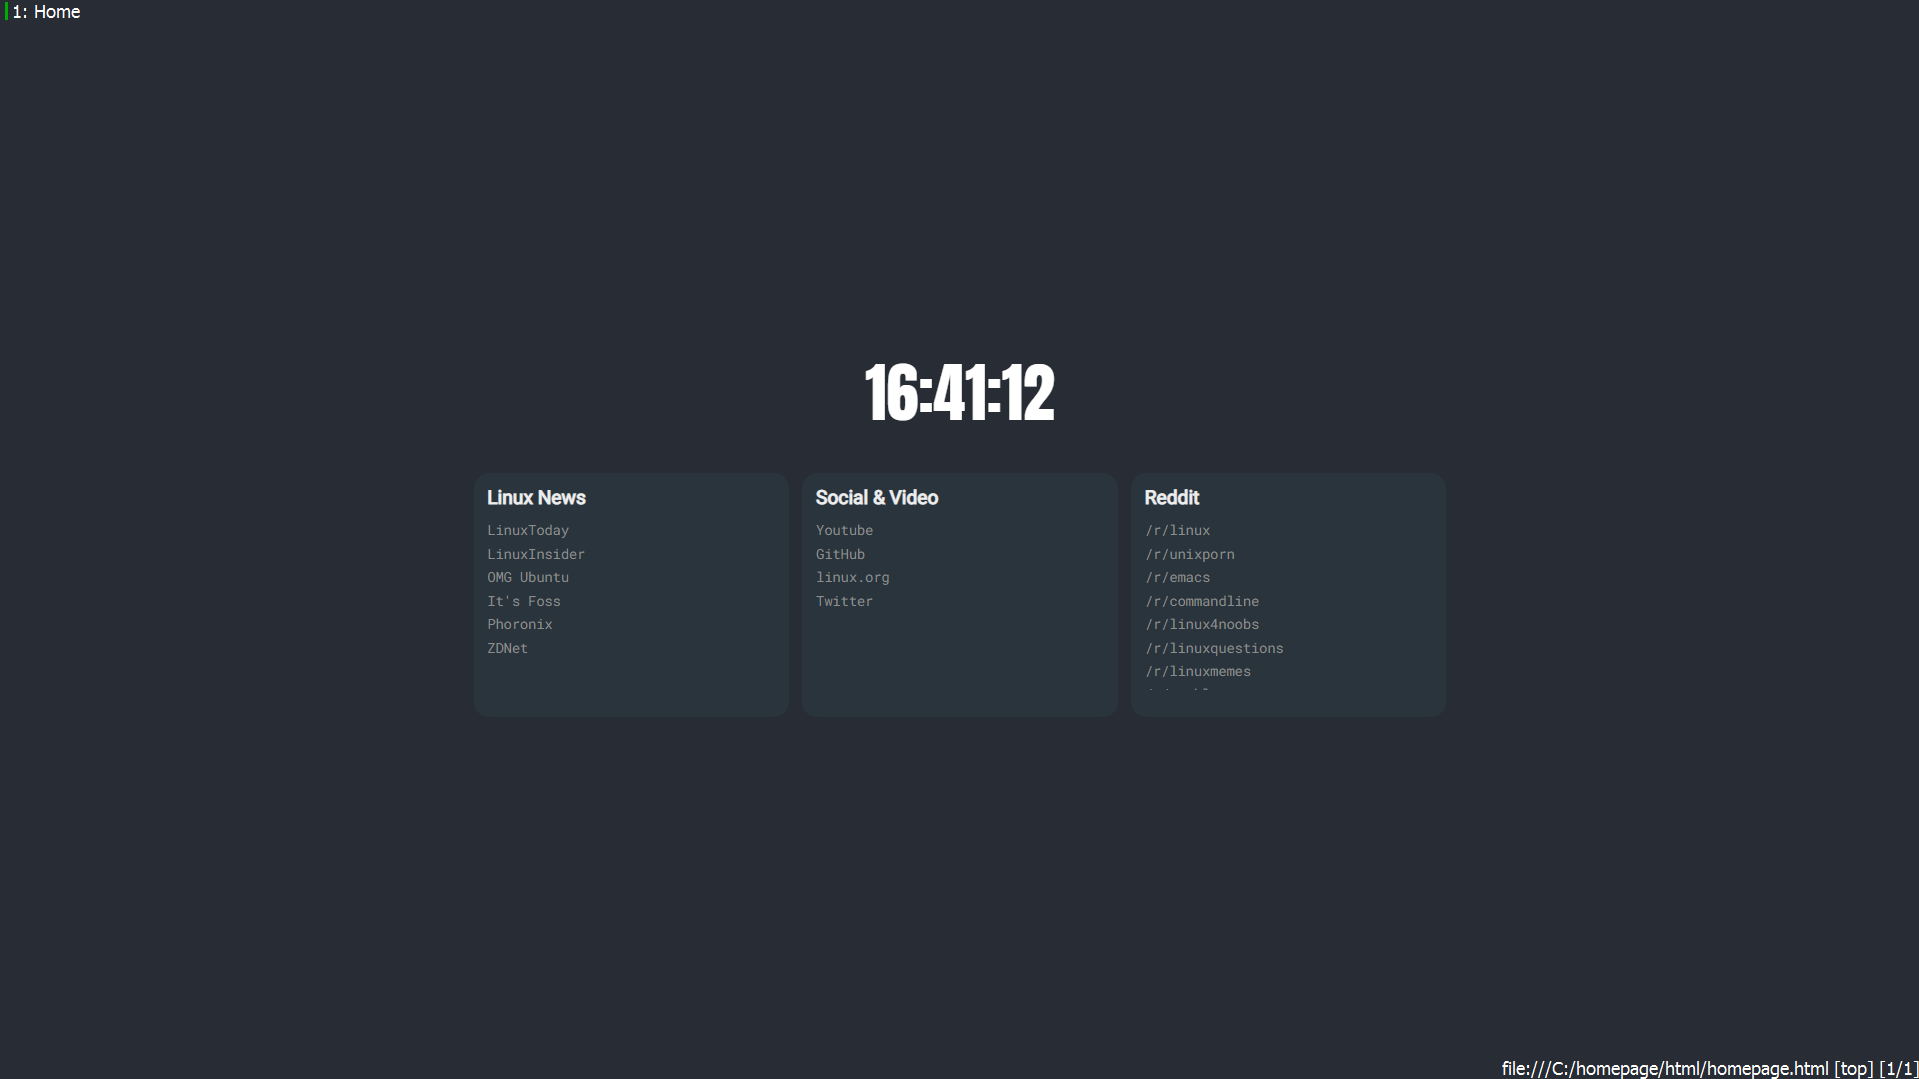 1: Home
16:41:12
Linux News
LinuxToday
LinuxInsider
OMG Ubuntu
It's Foss
Phoronix
ZDNet
Social & Video
Youtube
GitHub
linux.org
Twitter
Reddit
/r/linux
/r/unixporn
/r/emacs
/r/commandline
/r/linux4noobs
/r/linuxquestions
/r/linuxmemes
file:///C:/homepage/html/homepage.html [top] [1/1]